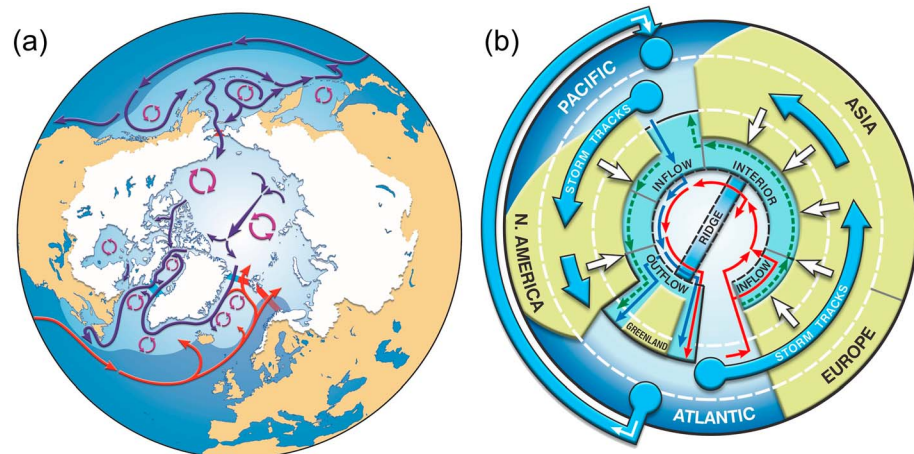 (a)
(b)
PACIFIC
ASIA
STORM TRACKS
INFLOW
INTERIOR
RIDGE
N. AMERICA
OUTFLOW
INFLOW
GREENLAND
STORM TRACKS
EUROPE
ATLANTIC